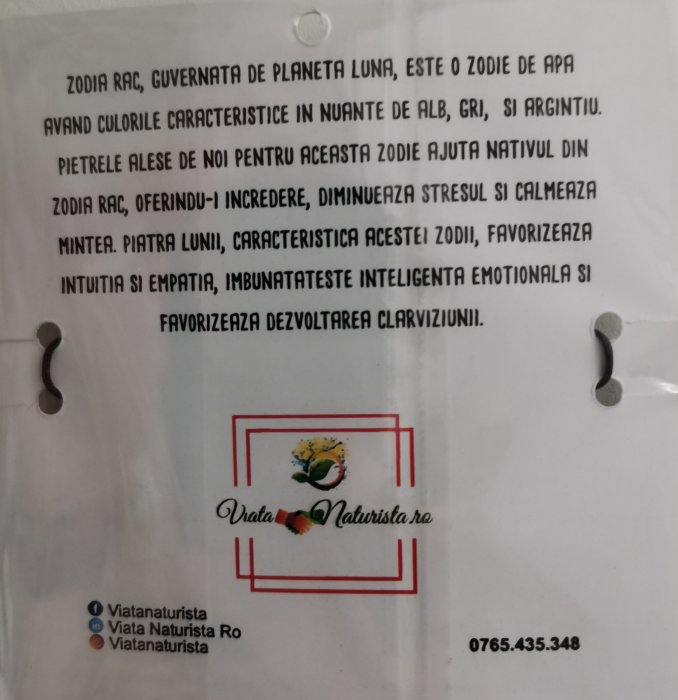 ZODIA RAC, GUVERNATA DE PLANETA LUNA, ESTE O ZODIE DE APA
AVAND CULORILE CARACTERISTICE IN NUANTE DE ALB, GRI, SI ARGINTIU.
PIETRELE ALESE DE NOI PENTRU ACEASTA ZODIE AJUTA NATIVUL DIN
ZODIA RAC, OFERINDU-I INCREDERE, DIMINUEAZA STRESUL SI CALMEAZA
MINTEA. PIATRA LUNII, CARACTERISTICA ACESTEI ZODII, FAVORIZEAZA
INTUITIA SI EMPATIA, IMBUNATATESTE INTELIGENTA EMOTIONALA SI
FAVORIZEAZA DEZVOLTAREA CLARVIZIUNII.
Viata Naturista.ro
Viatanaturista
Viata Naturista Ro
Viatanaturista
0765.435.348